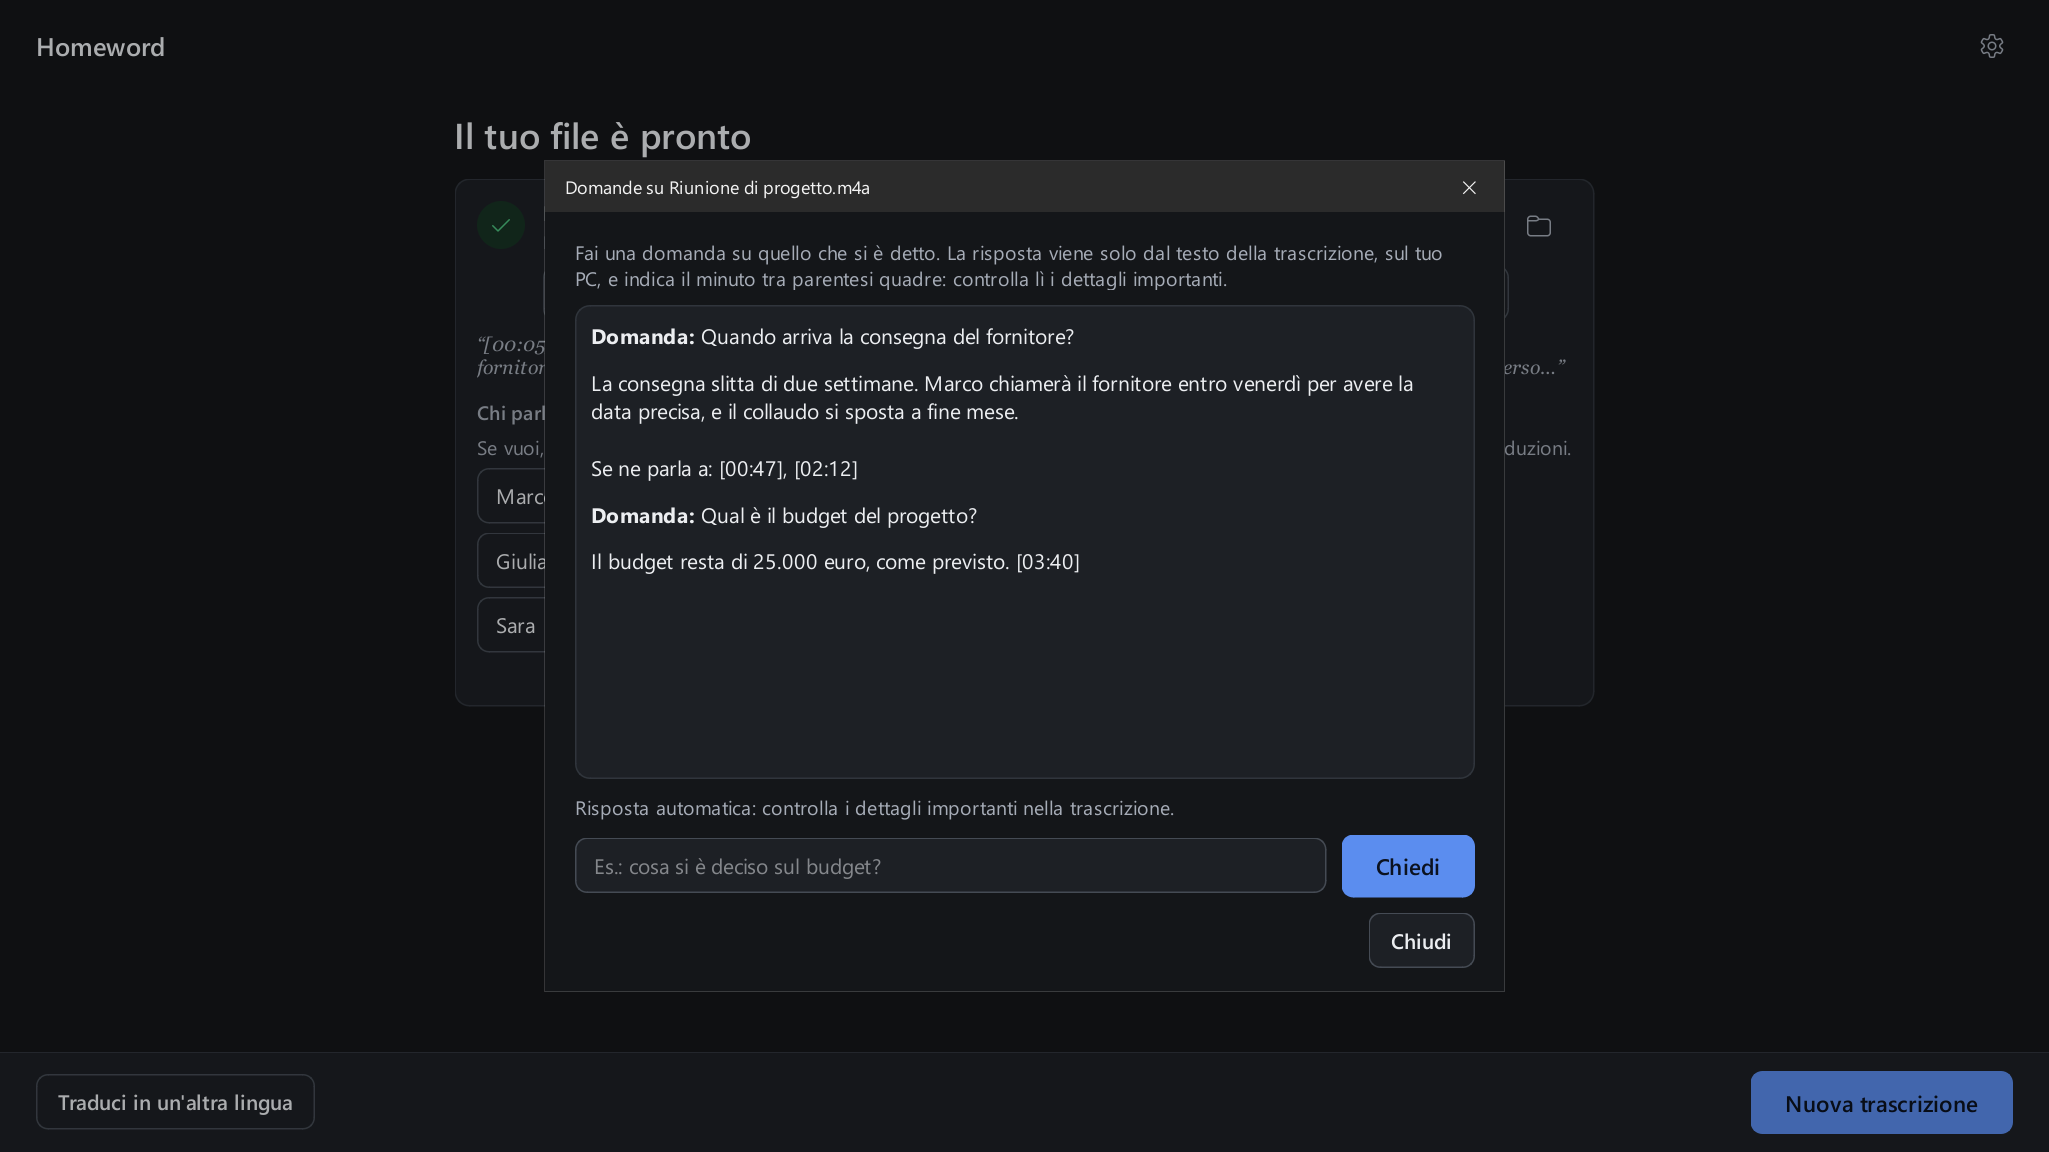 Homeword
Il tuo file è pronto
Domande su Riunione di progetto.m4a
Fai una domanda su quello che si è detto. La risposta viene solo dal testo della trascrizione, sul tuo
PC, e indica il minuto tra parentesi quadre: controlla lì i dettagli importanti.
Domanda: Quando arriva la consegna del fornitore?
La consegna slitta di due settimane. Marco chiamerà il fornitore entro venerdì per avere la
data precisa, e il collaudo si sposta a fine mese.
Se ne parla a: [00:47], [02:12]
Domanda: Qual è il budget del progetto?
Il budget resta di 25.000 euro, come previsto. [03:40]
Risposta automatica: controlla i dettagli importanti nella trascrizione.
Es.: cosa si è deciso sul budget?
Chiedi
Chiudi
“[00:05
Chi
Se vuoi,
Giulia
Sara
Traduci in un'altra lingua
Nuova trascrizione